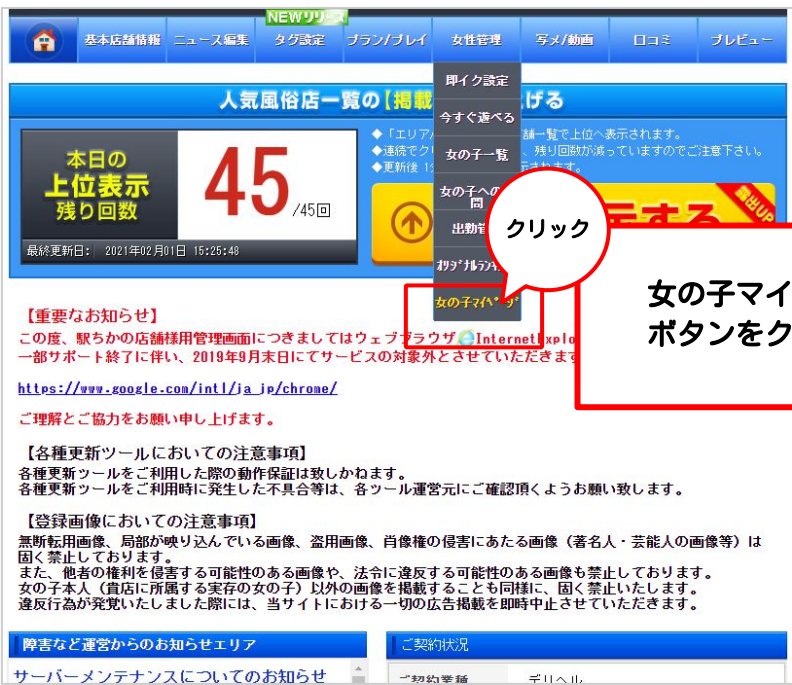 NEWリリース
基本店舗情報 ニュース編集 タグ設定 プラン/プレイ 女性管理 写メ/動画 口コミ プレビュー
即イク設定
今すぐ遊べる
女の子一覧
女の子への
問
出勤管
ｵﾘｼﾞﾅﾙﾗﾝｷ
女の子ﾏｲﾍﾟｰｼﾞ
人気風俗店一覧の【掲載 げる
本日の
上位表示
残り回数
45 /45回
最終更新日： 2021年02月01日 15:25:48
◆「エリア/ 舗一覧で上位へ表示されます。
◆連続でク 、残り回数が減っていますのでご注意下さい。
◆更新後 1
示する
露出UP
クリック
女の子マイ
ボタンをク
【重要なお知らせ】
この度、駅ちかの店舗様用管理画面につきましてはウェブブラウザ InternetExplo
一部サポート終了に伴い、2019年9月末日にてサービスの対象外とさせていただきます
https://www.google.com/intl/ja_jp/chrome/
ご理解とご協力をお願い申し上げます。
【各種更新ツールにおいての注意事項】
各種更新ツールをご利用した際の動作保証は致しかねます。
各種更新ツールをご利用時に発生した不具合等は、各ツール運営元にご確認頂くようお願い致します。
【登録画像においての注意事項】
無断転用画像、局部が映り込んでいる画像、盗用画像、肖像権の侵害にあたる画像（著名人・芸能人の画像等）は
固く禁止しております。
また、他者の権利を侵害する可能性のある画像や、法令に違反する可能性のある画像も禁止しております。
女の子本人（貴店に所属する実存の女の子）以外の画像を掲載することも同様に、固く禁止いたします。
違反行為が発覚いたしました際には、当サイトにおける一切の広告掲載を即時中止させていただきます。
障害など運営からのお知らせエリア
ご契約状況
サーバーメンテナンスについてのお知らせ
ご契約業種 デリヘル